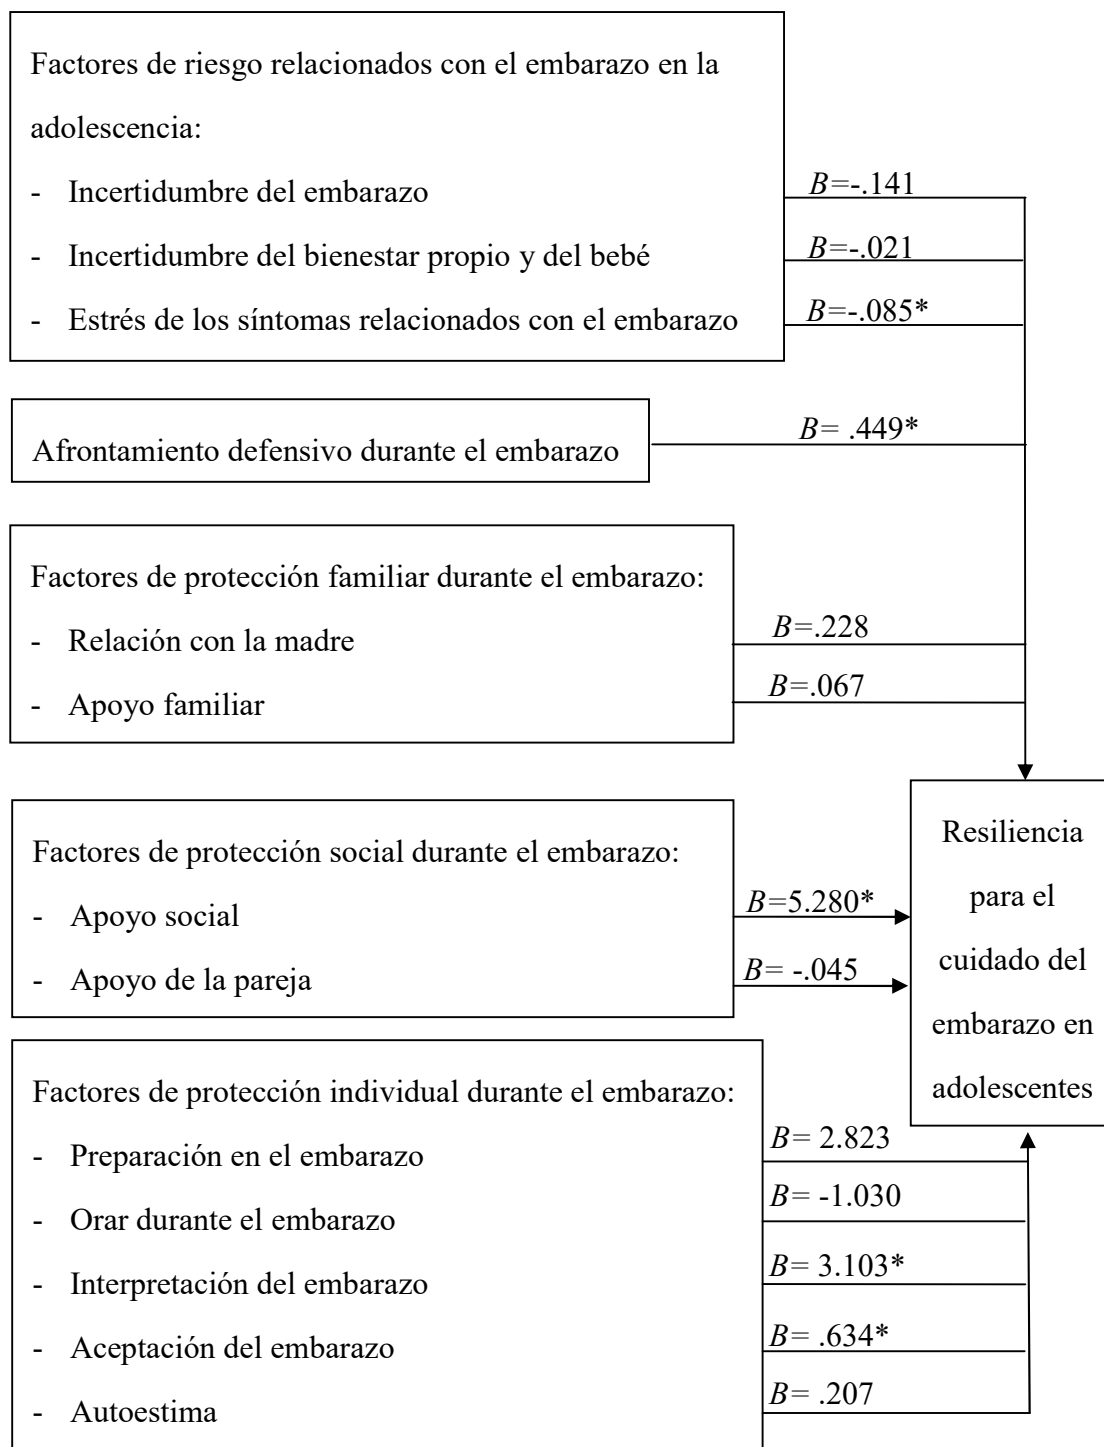 Factores de riesgo relacionados con el embarazo en la
adolescencia:
- Incertidumbre del embarazo
B=-.141
- Incertidumbre del bienestar propio y del bebé
B=-.021
- Estrés de los síntomas relacionados con el embarazo
B=-.085*
Afrontamiento defensivo durante el embarazo
B= .449*
Factores de protección familiar durante el embarazo:
- Relación con la madre
B=.228
- Apoyo familiar
B=.067
Factores de protección social durante el embarazo:
- Apoyo social
B=5.280*
- Apoyo de la pareja
B= -.045
Resiliencia
para el
cuidado del
embarazo en
adolescentes
Factores de protección individual durante el embarazo:
- Preparación en el embarazo
B= 2.823
- Orar durante el embarazo
B= -1.030
- Interpretación del embarazo
B= 3.103*
- Aceptación del embarazo
B= .634*
- Autoestima
B= .207